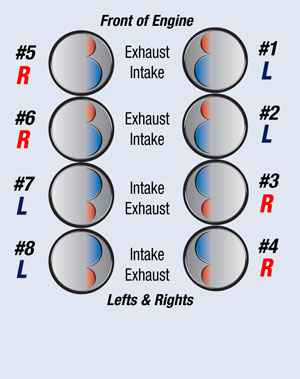 Front of Engine
#5 Exhaust #1
R Intake L
#6 Exhaust #2
R Intake L
#7 Intake #3
L Exhaust R
#8 Intake #4
L Exhaust R
Lefts & Rights